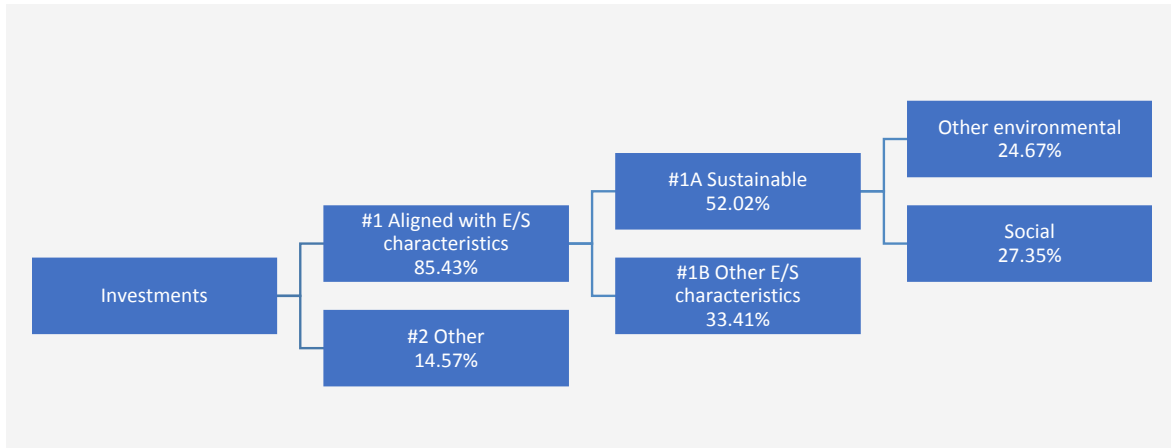 Investments
#1 Aligned with E/S
characteristics
85.43%
#2 Other
14.57%
#1A Sustainable
52.02%
#1B Other E/S
characteristics
33.41%
Other environmental
24.67%
Social
27.35%